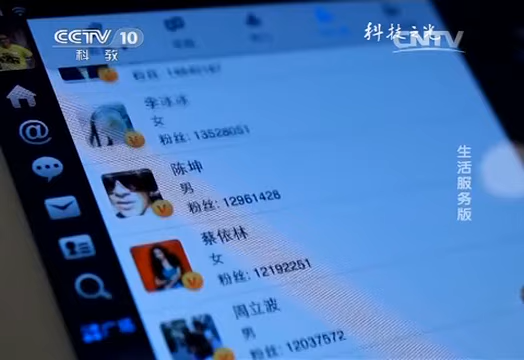 CCTV 10
科教
科技之光
CNTV
生活服务版
李冰冰
女
粉丝: 13528051
陈坤
男
粉丝: 12961428
蔡依林
女
粉丝: 12192251
周立波
男
粉丝: 12037572